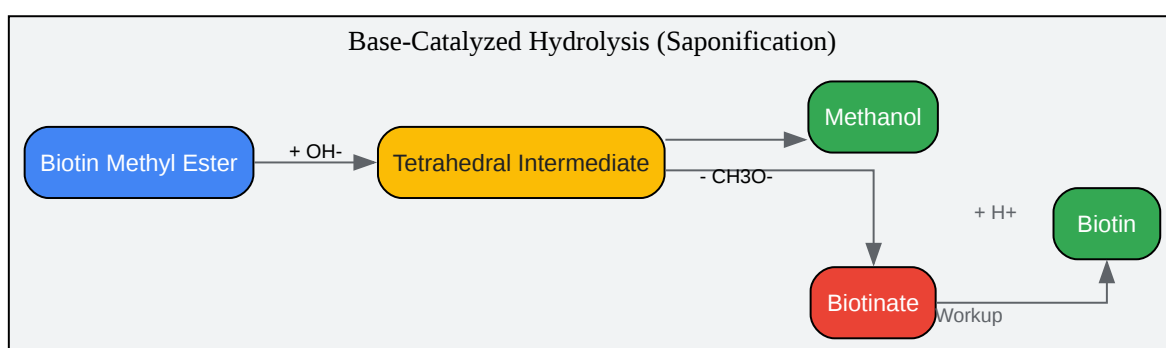 Base-Catalyzed Hydrolysis (Saponification)
Methanol
Biotin Methyl Ester
+ OH-
Tetrahedral Intermediate
- CH3O-
+ H+
Biotin
Biotinate
Workup